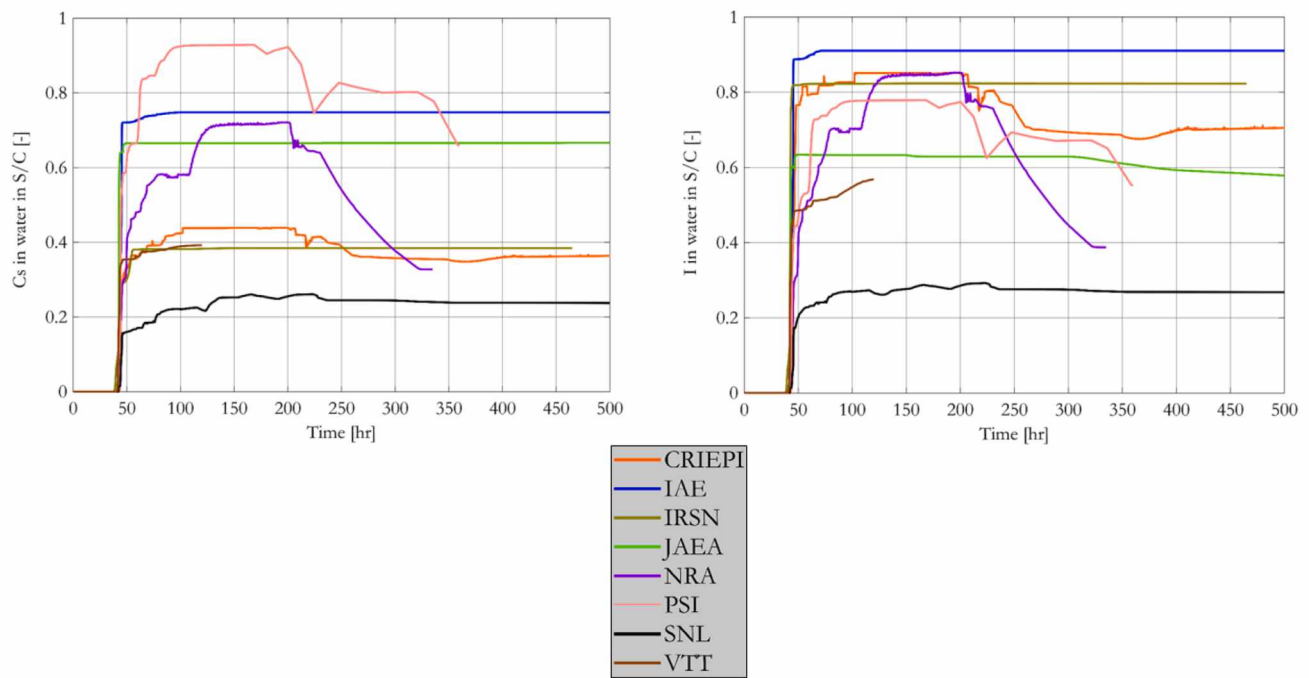 1
0.8
0.6
0.4
0.2
0
Cs in water in S/C [-]
0 50 100 150 200 250 300 350 400 450 500
Time [hr]
1
0.8
0.6
0.4
0.2
0
I in water in S/C [-]
0 50 100 150 200 250 300 350 400 450 500
Time [hr]
CRIEPI
IAE
IRSN
JAEA
NRA
PSI
SNL
VTT